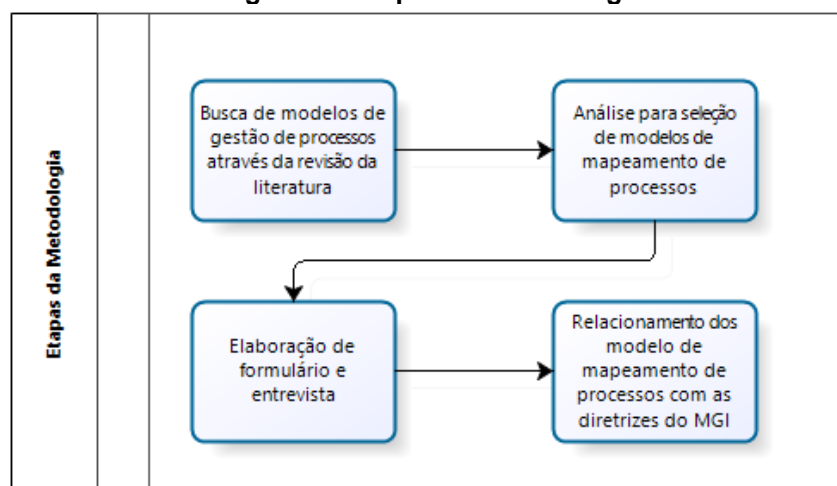 Etapas da Metodologia
Busca de modelos de
gestão de processos
através da revisão da
literatura
Análise para seleção
de modelos de
mapeamento de
processos
Elaboração de
formulário e
entrevista
Relacionamento dos
modelo de
mapeamento de
processos com as
diretrizes do MGI